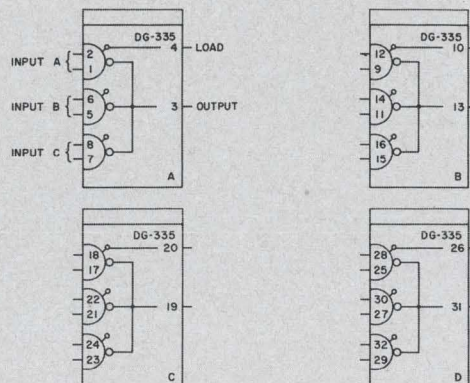 DG-335
INPUT A { 2 4 LOAD
1
INPUT B { 6 3 OUTPUT
5
INPUT C { 8
7
A
DG-335
12 10
9
14 13
11
16
15
B
DG-335
18 20
17
22 19
21
24
23
C
DG-335
28 26
25
30 31
27
32
29
D